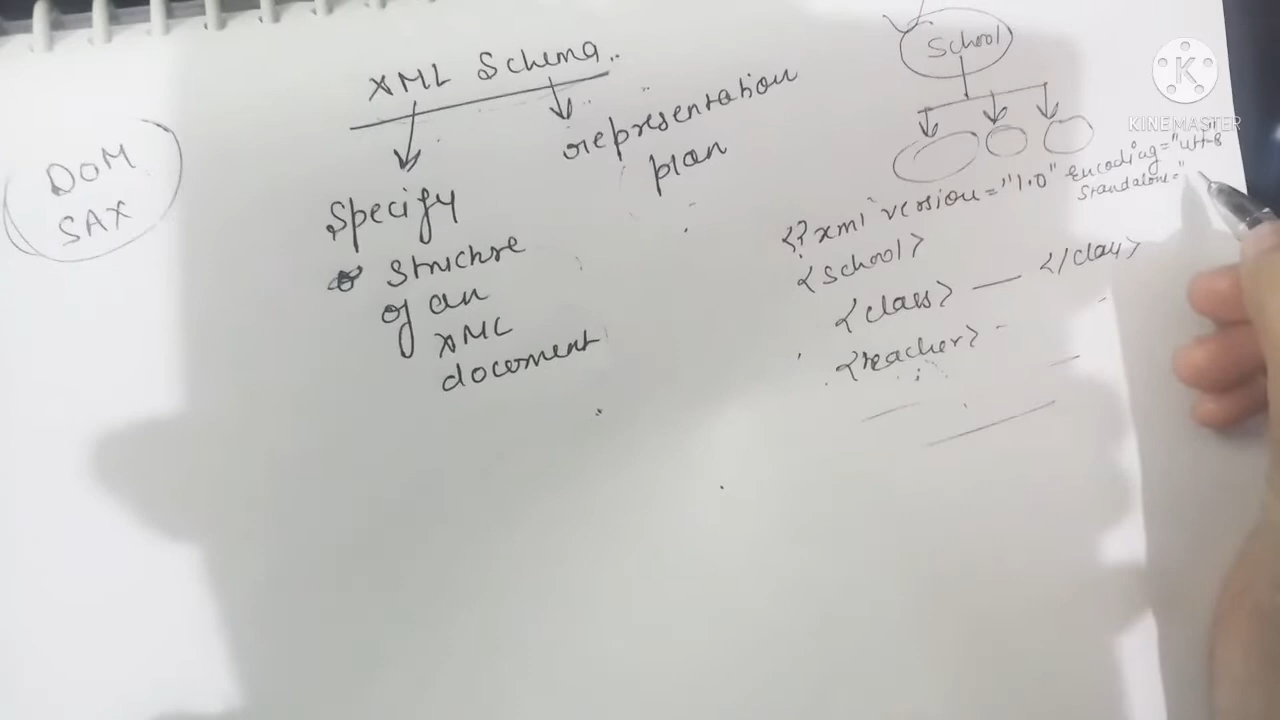 XML Schema..
representation
plan
Specify
Structure
of an
XML
document
DOM
SAX
School
<?xml version="1.0" encoding="utf-8"
Standalone="
<School>
<class> — </class>
<teacher>
KINEMASTER